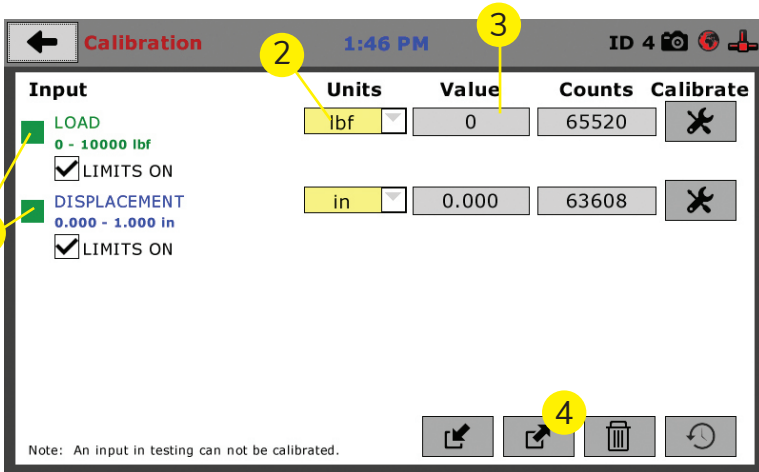 Calibration 1:46 PM ID 4
2 3
Input Units Value Counts Calibrate
LOAD lbf 0 65520
0 - 10000 lbf
LIMITS ON
DISPLACEMENT in 0.000 63608
0.000 - 1.000 in
LIMITS ON
4
Note: An input in testing can not be calibrated.